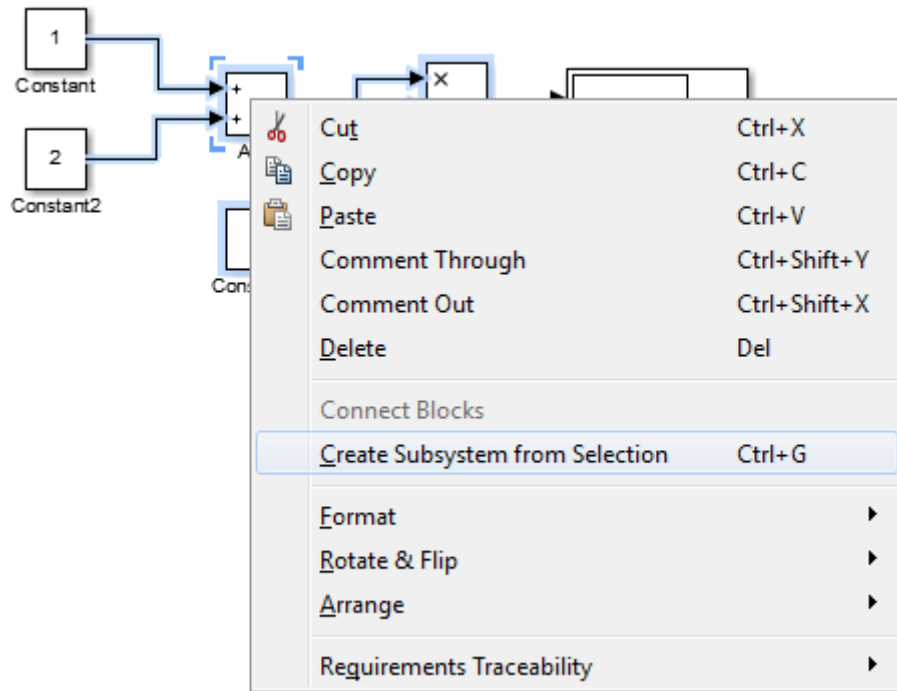 1
Constant
2
Constant2
+
+
A
×
Cons
Cut Ctrl+X
Copy Ctrl+C
Paste Ctrl+V
Comment Through Ctrl+Shift+Y
Comment Out Ctrl+Shift+X
Delete Del
Connect Blocks
Create Subsystem from Selection Ctrl+G
Format
Rotate & Flip
Arrange
Requirements Traceability